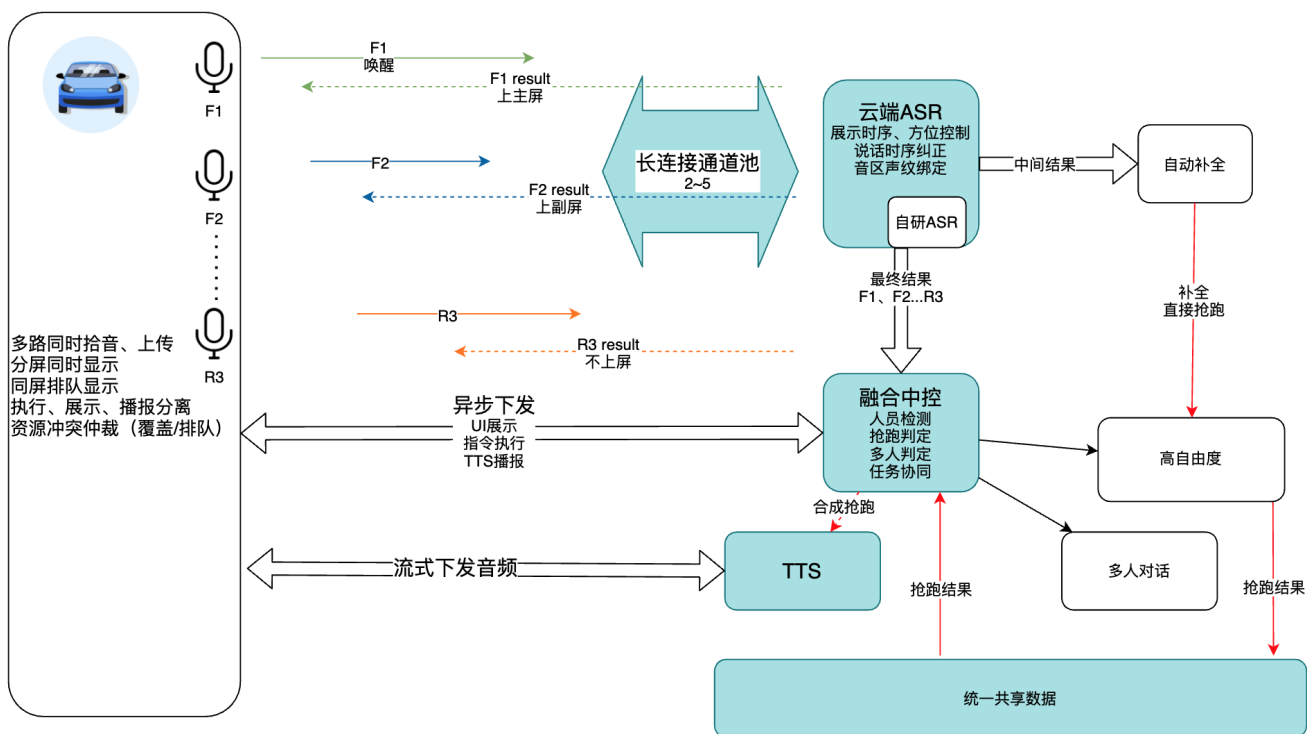 F1
F2
R3
多路同时拾音、上传
分屏同时显示
同屏排队显示
执行、展示、播报分离
资源冲突仲裁（覆盖/排队）
F1
唤醒
F1 result
上主屏
F2
F2 result
上副屏
R3
R3 result
不上屏
长连接通道池
2~5
云端ASR
展示时序、方位控制
说话时序纠正
音区声纹绑定
自研ASR
中间结果
自动补全
最终结果
F1、F2...R3
补全
直接抢跑
异步下发
UI展示
指令执行
TTS播报
融合中控
人员检测
抢跑判定
多人判定
任务协同
高自由度
合成抢跑
流式下发音频
TTS
多人对话
抢跑结果
抢跑结果
统一共享数据